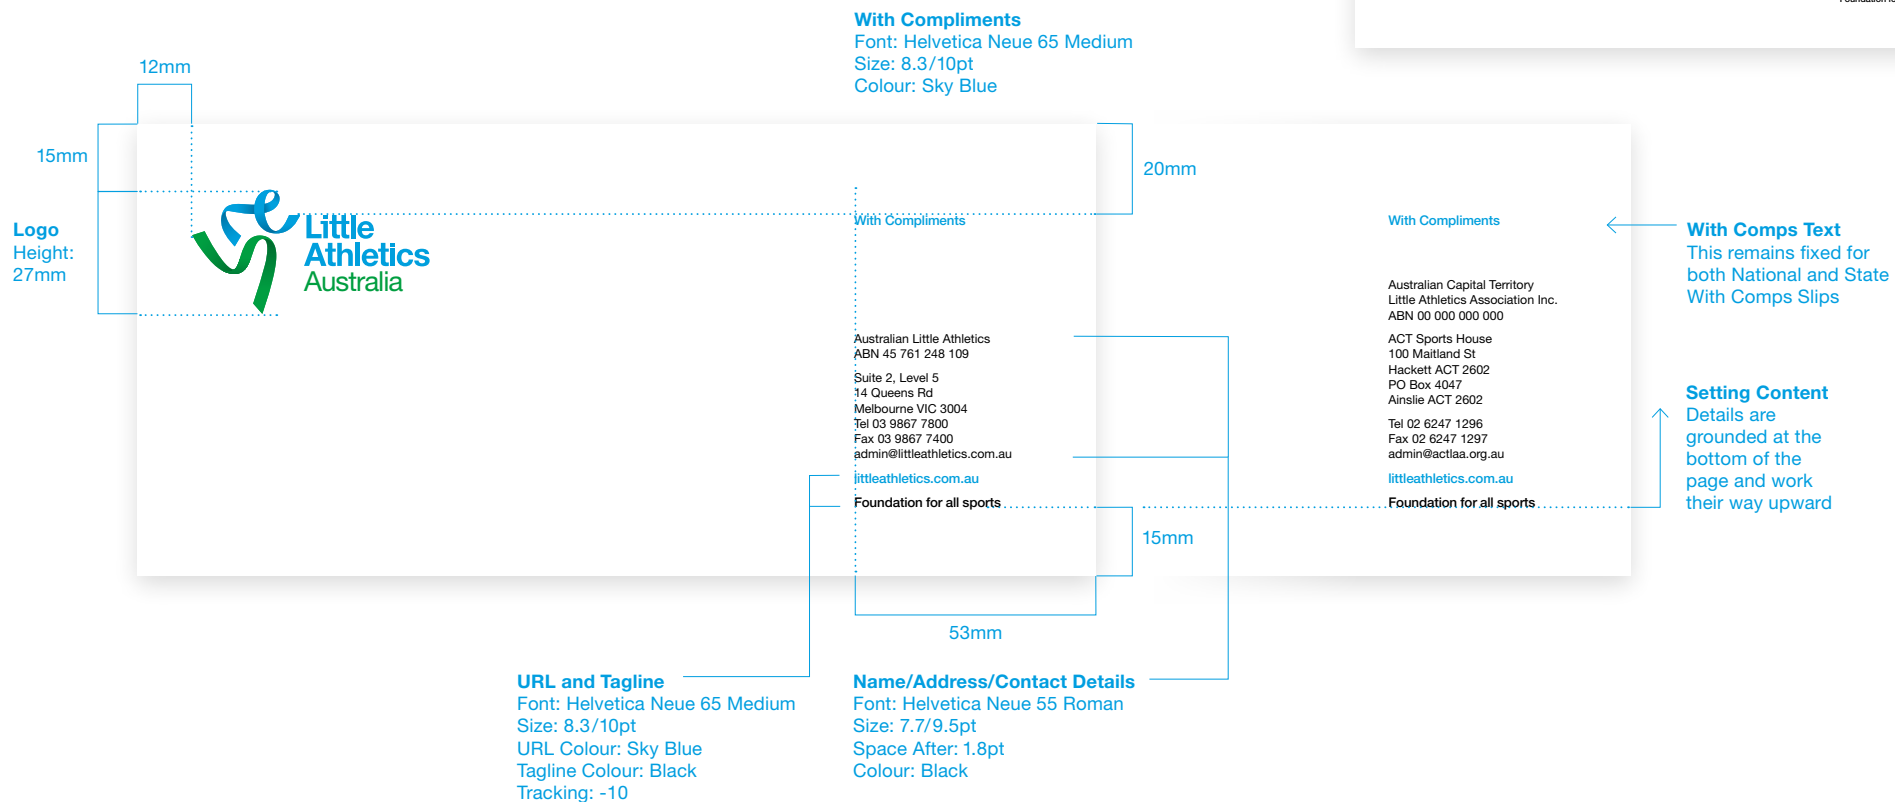 Foundation fo
With Compliments
Font: Helvetica Neue 65 Medium
Size: 8.3/10pt
Colour: Sky Blue
12mm
15mm
20mm
Logo
Height:
27mm
Little
Athletics
Australia
With Compliments
Australian Little Athletics
ABN 45 761 248 109
Suite 2, Level 5
14 Queens Rd
Melbourne VIC 3004
Tel 03 9867 7800
Fax 03 9867 7400
admin@littleathletics.com.au
littleathletics.com.au
Foundation for all sports
With Compliments
Australian Capital Territory
Little Athletics Association Inc.
ABN 00 000 000 000
ACT Sports House
100 Maitland St
Hackett ACT 2602
PO Box 4047
Ainslie ACT 2602
Tel 02 6247 1296
Fax 02 6247 1297
admin@actlaa.org.au
littleathletics.com.au
Foundation for all sports
With Comps Text
This remains fixed for
both National and State
With Comps Slips
Setting Content
Details are
grounded at the
bottom of the
page and work
their way upward
15mm
53mm
URL and Tagline
Font: Helvetica Neue 65 Medium
Size: 8.3/10pt
URL Colour: Sky Blue
Tagline Colour: Black
Tracking: -10
Name/Address/Contact Details
Font: Helvetica Neue 55 Roman
Size: 7.7/9.5pt
Space After: 1.8pt
Colour: Black